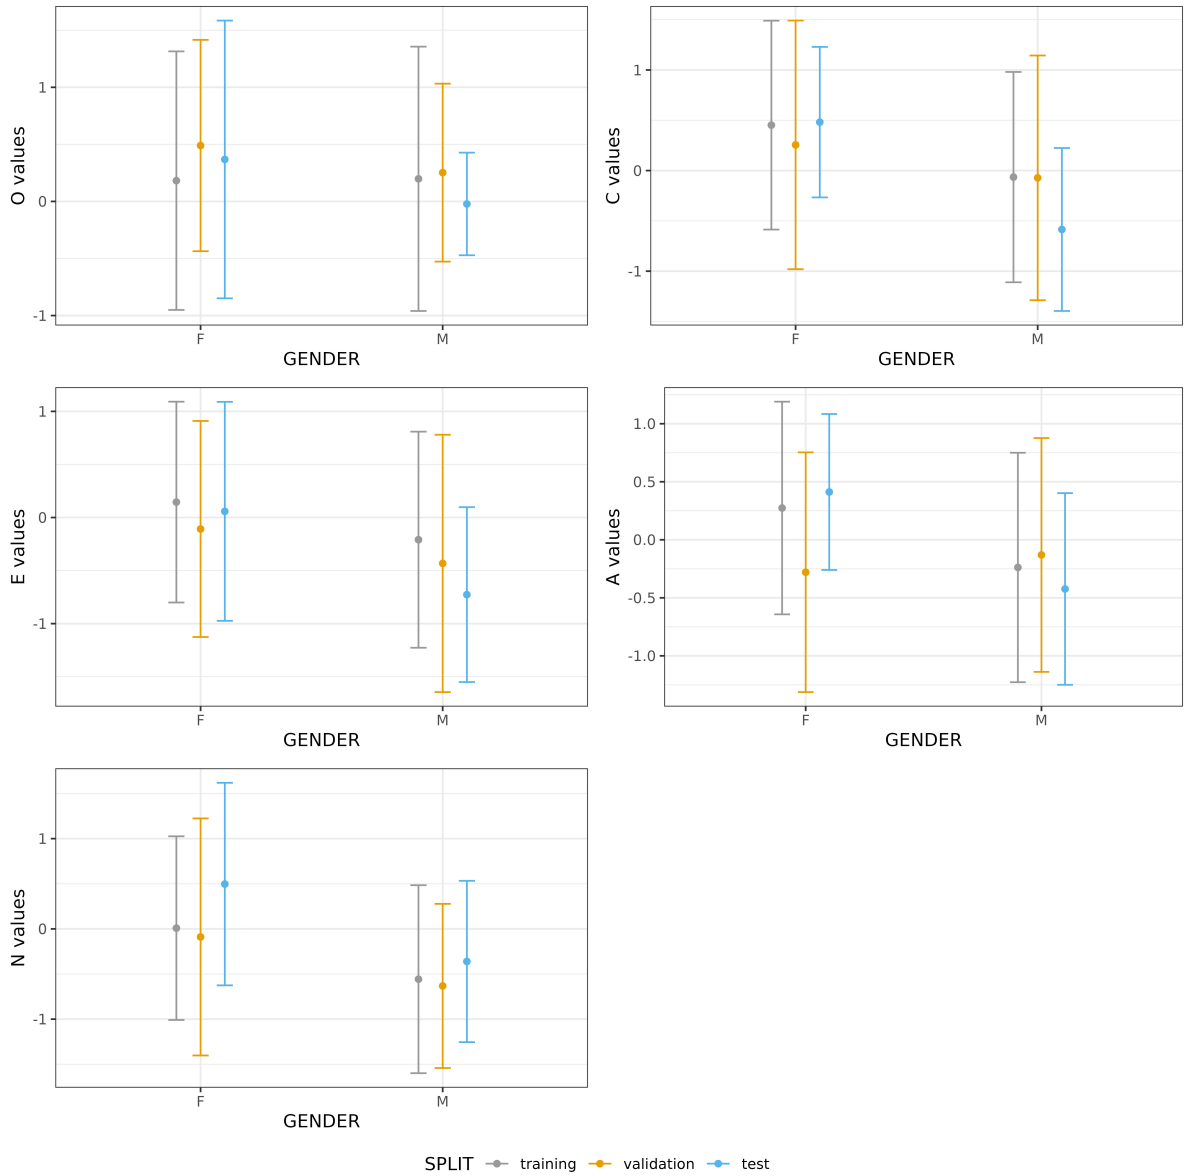 O values
1
0
-1
F
M
GENDER
C values
1
0
-1
F
M
GENDER
E values
1
0
-1
F
M
GENDER
A values
1.0
0.5
0.0
-0.5
-1.0
F
M
GENDER
N values
1
0
-1
F
M
GENDER
SPLIT training validation test